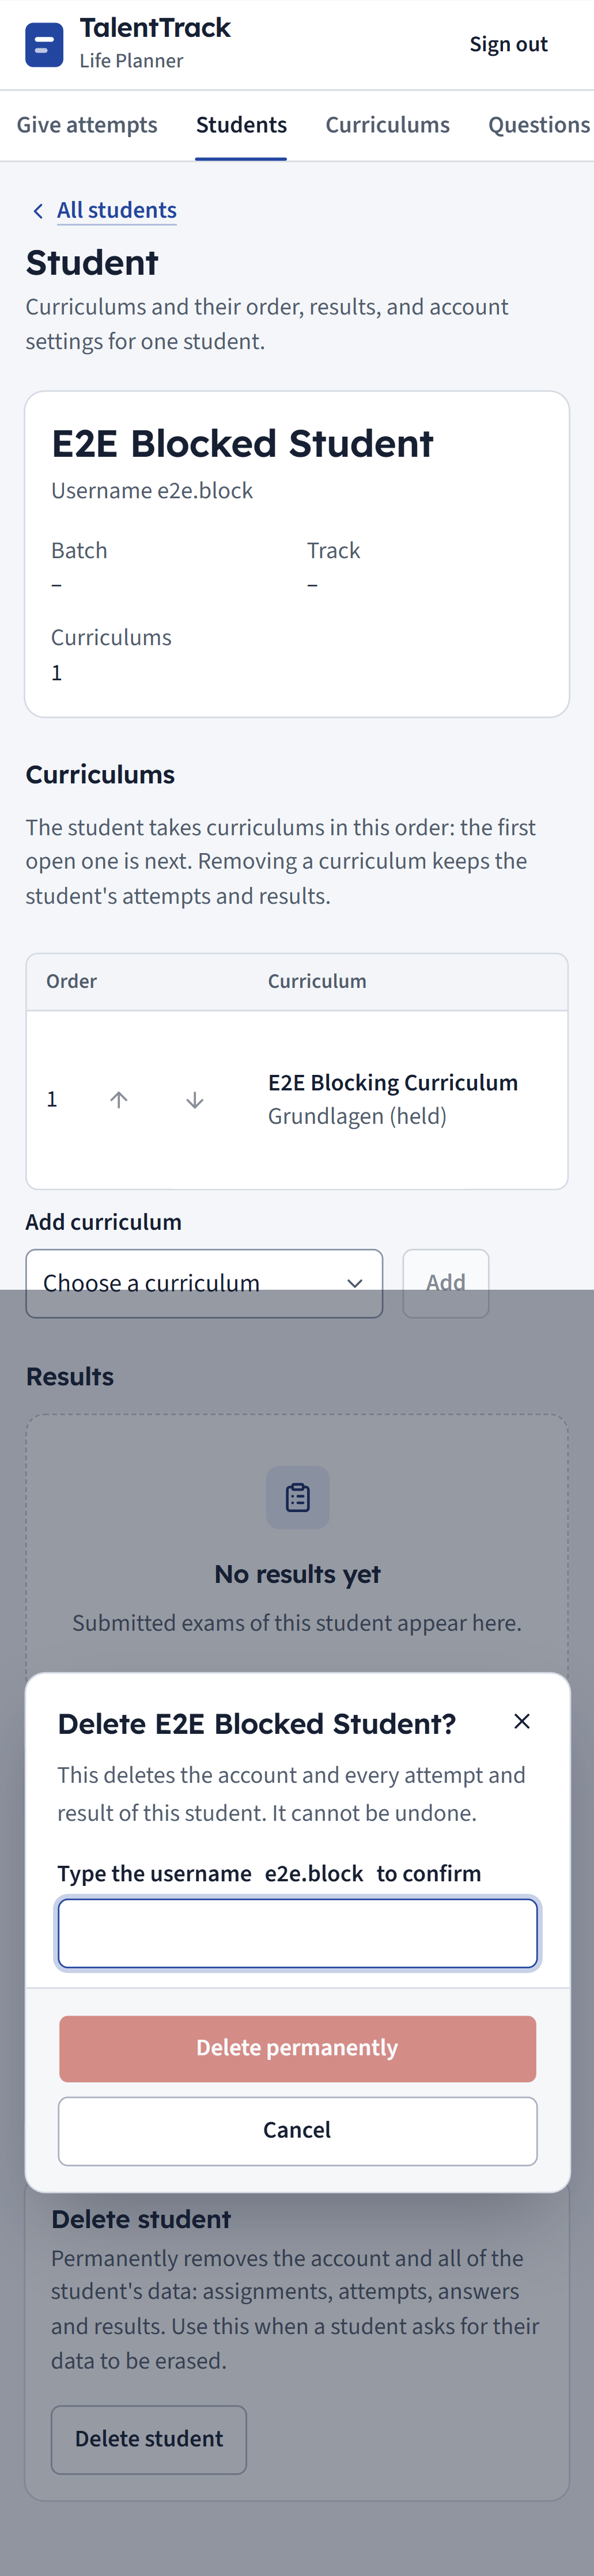 TalentTrack
Life Planner
Sign out
Give attempts
Students
Curriculums
Questions
All students
Student
Curriculums and their order, results, and account
settings for one student.
E2E Blocked Student
Username e2e.block
Batch
Track
–
–
Curriculums
1
Curriculums
The student takes curriculums in this order: the first
open one is next. Removing a curriculum keeps the
student's attempts and results.
Order
Curriculum
1
E2E Blocking Curriculum
Grundlagen (held)
Add curriculum
Choose a curriculum
Add
Results
No results yet
Submitted exams of this student appear here.
Delete E2E Blocked Student?
This deletes the account and every attempt and
result of this student. It cannot be undone.
Type the username e2e.block to confirm
Delete permanently
Cancel
Delete student
Permanently removes the account and all of the
student's data: assignments, attempts, answers
and results. Use this when a student asks for their
data to be erased.
Delete student